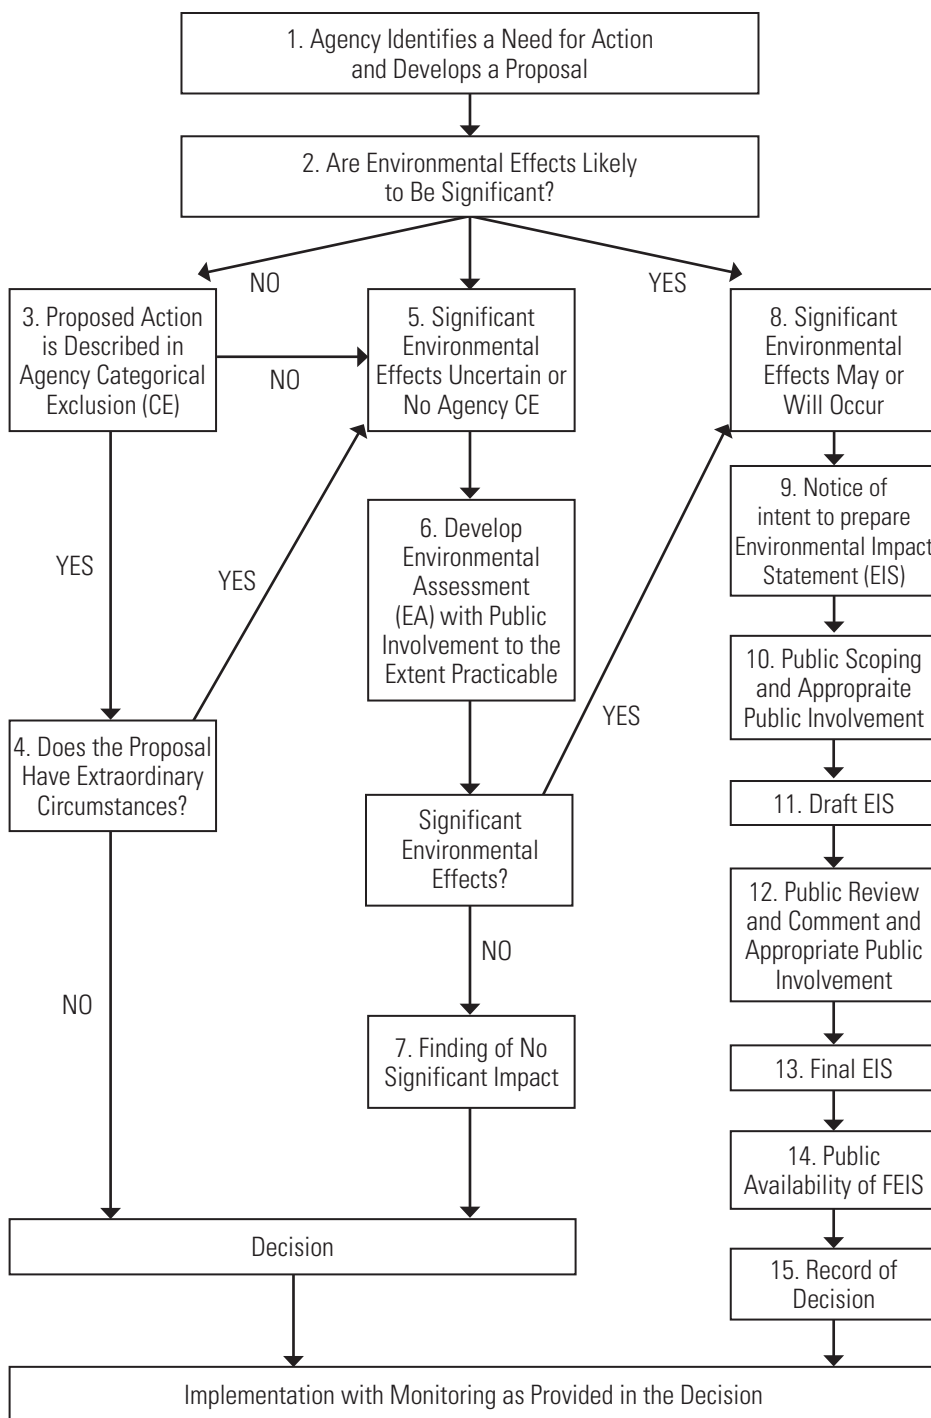 1. Agency Identifies a Need for Action
and Develops a Proposal
2. Are Environmental Effects Likely
to Be Significant?
NO
YES
3. Proposed Action
is Described in
Agency Categorical
Exclusion (CE)
NO
5. Significant
Environmental
Effects Uncertain or
No Agency CE
8. Significant
Environmental
Effects May or
Will Occur
YES
YES
6. Develop
Environmental
Assessment
(EA) with Public
Involvement to the
Extent Practicable
9. Notice of
intent to prepare
Environmental Impact
Statement (EIS)
10. Public Scoping
and Appropraite
Public Involvement
YES
4. Does the Proposal
Have Extraordinary
Circumstances?
Significant
Environmental
Effects?
11. Draft EIS
12. Public Review
and Comment and
Appropriate Public
Involvement
NO
NO
7. Finding of No
Significant Impact
13. Final EIS
14. Public
Availability of FEIS
Decision
15. Record of
Decision
Implementation with Monitoring as Provided in the Decision